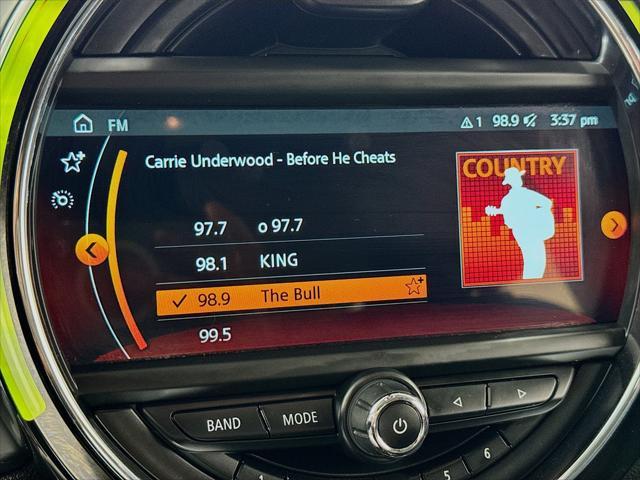 FM
1 98.9 3:37 pm
Carrie Underwood - Before He Cheats
COUNTRY
97.7 o 97.7
98.1 KING
98.9 The Bull
99.5
BAND
MODE
1
5
6